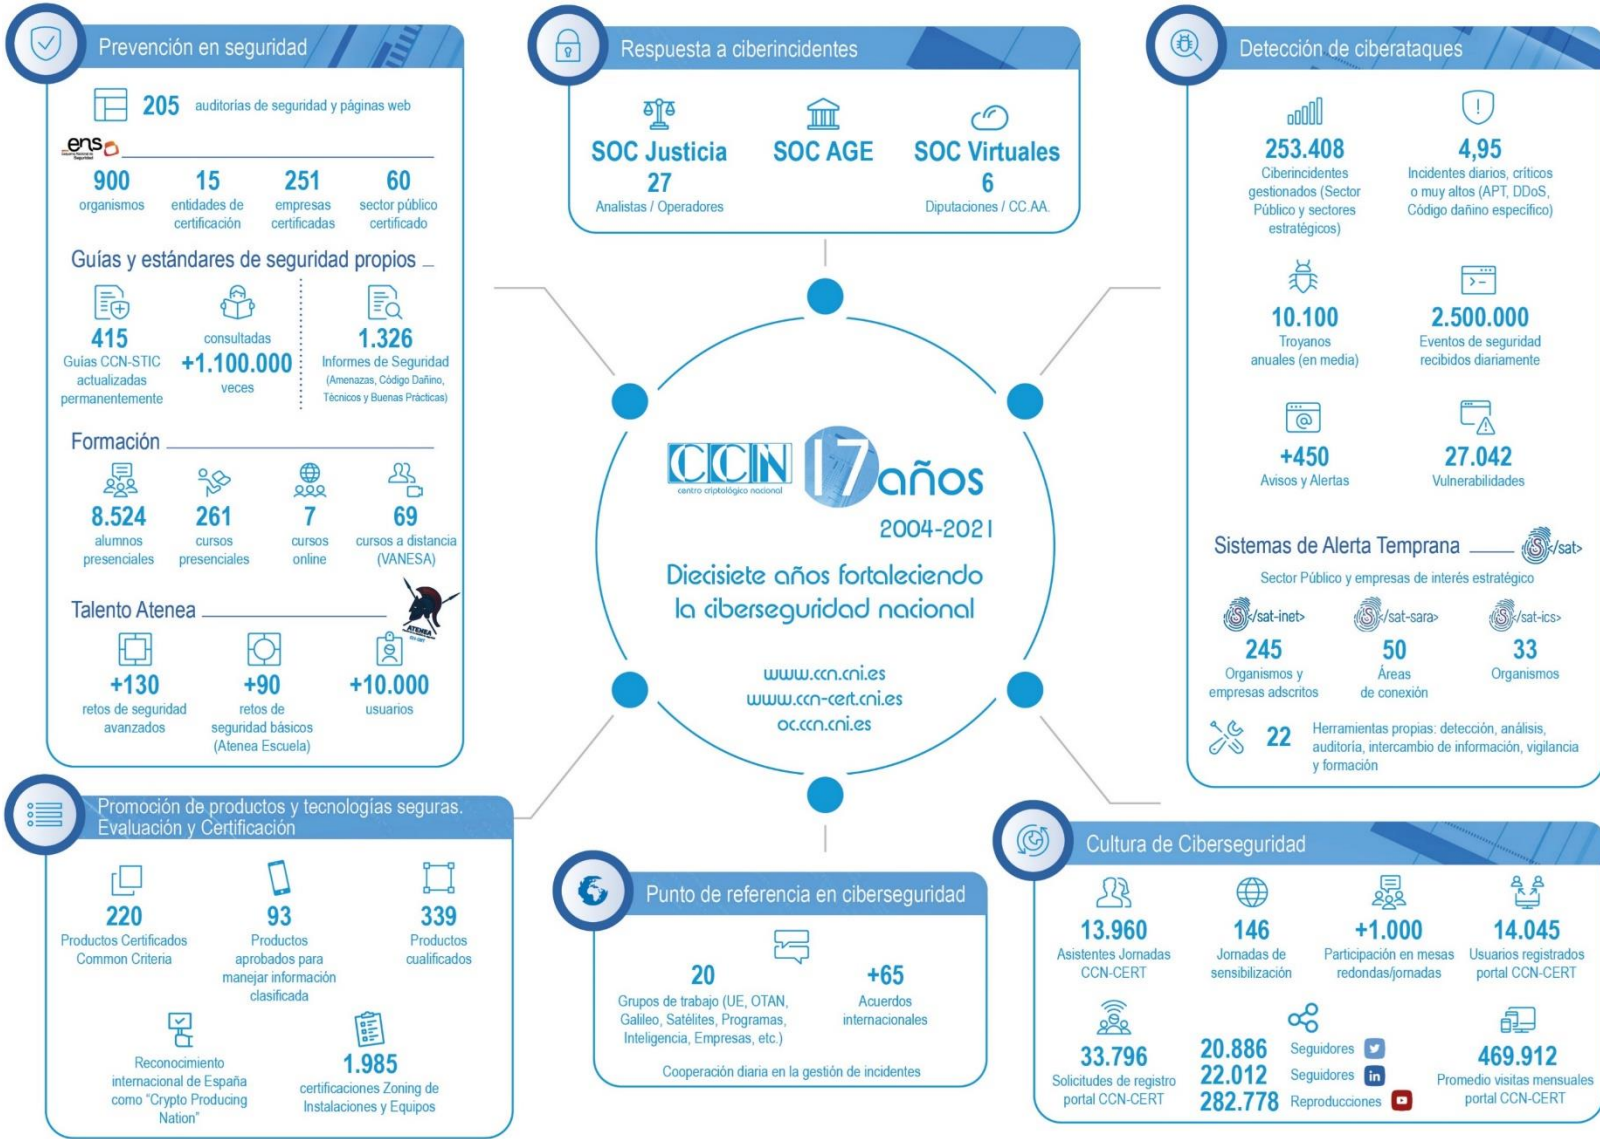 Prevención en seguridad
205 auditorías de seguridad y páginas web
ens
900 15 251 60
organismos entidades de certificación empresas certificadas sector público certificado
Guías y estándares de seguridad propios
415
Guías CCN-STIC
actualizadas
permanentemente
consultadas
+1.100.000
veces
1.326
Informes de Seguridad
(Amenazas, Código Dañino,
Técnicos y Buenas Prácticas)
Formación
8.524
alumnos
presenciales
261
cursos
presenciales
7
cursos
online
69
cursos a distancia
(VANESA)
Talento Atenea
ATENEA
+130
retos de seguridad
avanzados
+90
retos de
seguridad básicos
(Atenea Escuela)
+10.000
usuarios
Respuesta a ciberincidentes
SOC Justicia
27
Analistas / Operadores
SOC AGE
SOC Virtuales
6
Diputaciones / CC.AA.
Detección de ciberataques
253.408
Ciberincidentes
gestionados (Sector
Público y sectores
estratégicos)
4,95
Incidentes diarios, críticos
o muy altos (APT, DDoS,
Código dañino específico)
10.100
Troyanos
anuales (en media)
2.500.000
Eventos de seguridad
recibidos diariamente
+450
Avisos y Alertas
27.042
Vulnerabilidades
Sistemas de Alerta Temprana
</sat>
Sector Público y empresas de interés estratégico
</sat-inet>
245
Organismos y
empresas adscritos
</sat-sara>
50
Áreas
de conexión
</sat-ics>
33
Organismos
22
Herramientas propias: detección, análisis,
auditoría, intercambio de información, vigilancia
y formación
CCN
centro criptológico nacional
17 años
2004-2021
Diecisiete años fortaleciendo
la ciberseguridad nacional
www.ccn.cni.es
www.ccn-cert.cni.es
oc.ccn.cni.es
Promoción de productos y tecnologías seguras.
Evaluación y Certificación
220
Productos Certificados
Common Criteria
93
Productos
aprobados para
manejar información
clasificada
339
Productos
cualificados
Reconocimiento
internacional de España
como "Crypto Producing
Nation"
1.985
certificaciones Zoning de
Instalaciones y Equipos
Punto de referencia en ciberseguridad
20
Grupos de trabajo (UE, OTAN,
Galileo, Satélites, Programas,
Inteligencia, Empresas, etc.)
+65
Acuerdos
internacionales
Cooperación diaria en la gestión de incidentes
Cultura de Ciberseguridad
13.960
Asistentes Jornadas
CCN-CERT
146
Jornadas de
sensibilización
+1.000
Participación en mesas
redondas/jornadas
14.045
Usuarios registrados
portal CCN-CERT
33.796
Solicitudes de registro
portal CCN-CERT
20.886 Seguidores
22.012 Seguidores in
282.778 Reproducciones
469.912
Promedio visitas mensuales
portal CCN-CERT